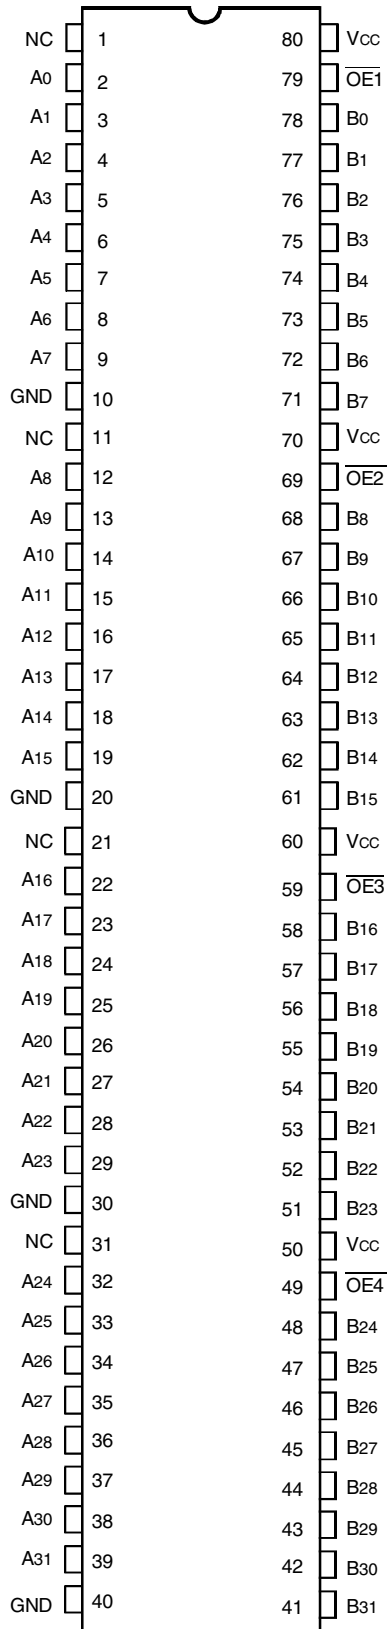 NC 1 80 VCC
A0 2 79 OE1
A1 3 78 B0
A2 4 77 B1
A3 5 76 B2
A4 6 75 B3
A5 7 74 B4
A6 8 73 B5
A7 9 72 B6
GND 10 71 B7
NC 11 70 VCC
A8 12 69 OE2
A9 13 68 B8
A10 14 67 B9
A11 15 66 B10
A12 16 65 B11
A13 17 64 B12
A14 18 63 B13
A15 19 62 B14
GND 20 61 B15
NC 21 60 VCC
A16 22 59 OE3
A17 23 58 B16
A18 24 57 B17
A19 25 56 B18
A20 26 55 B19
A21 27 54 B20
A22 28 53 B21
A23 29 52 B22
GND 30 51 B23
NC 31 50 VCC
A24 32 49 OE4
A25 33 48 B24
A26 34 47 B25
A27 35 46 B26
A28 36 45 B27
A29 37 44 B28
A30 38 43 B29
A31 39 42 B30
GND 40 41 B31